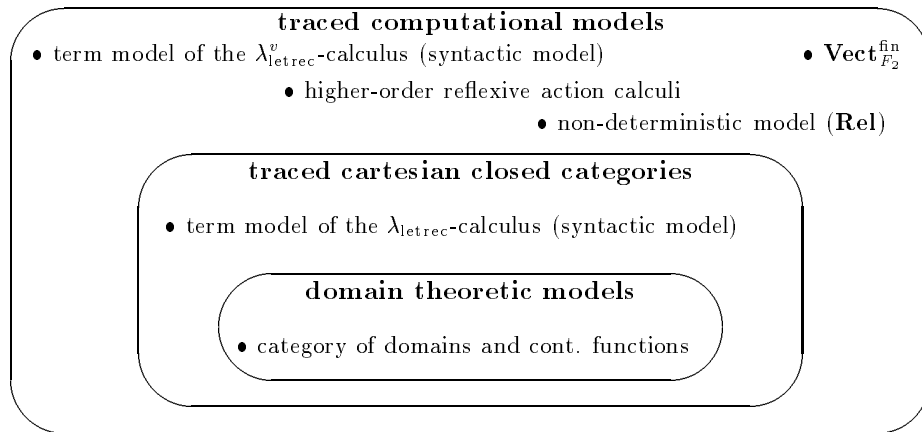 traced computational models
• term model of the λᵛ_letrec-calculus (syntactic model) • Vect^fin_F₂
• higher-order reflexive action calculi
• non-deterministic model (Rel)
traced cartesian closed categories
• term model of the λ_letrec-calculus (syntactic model)
domain theoretic models
• category of domains and cont. functions